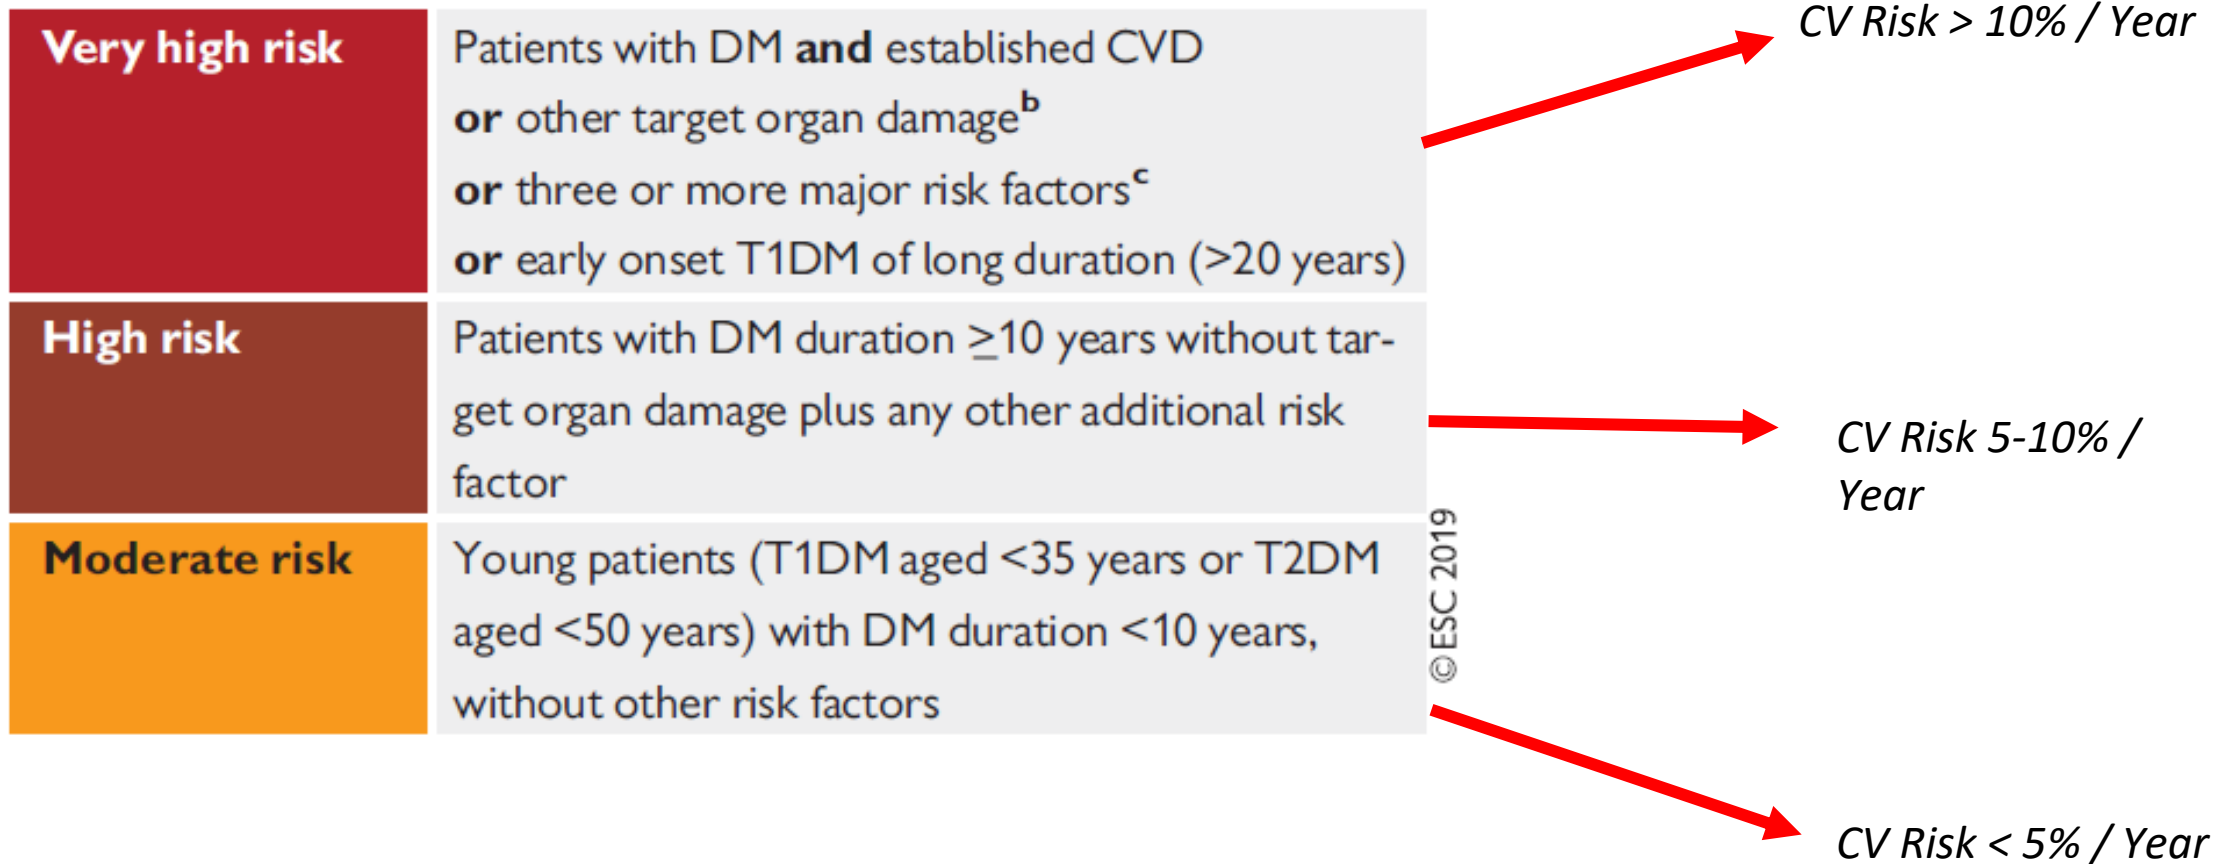 Very high risk
Patients with DM and established CVD
or other target organ damageᵇ
or three or more major risk factorsᶜ
or early onset T1DM of long duration (>20 years)
CV Risk > 10% / Year
High risk
Patients with DM duration ≥10 years without tar-
get organ damage plus any other additional risk
factor
CV Risk 5-10% /
Year
Moderate risk
Young patients (T1DM aged <35 years or T2DM
aged <50 years) with DM duration <10 years,
without other risk factors
©ESC 2019
CV Risk < 5% / Year